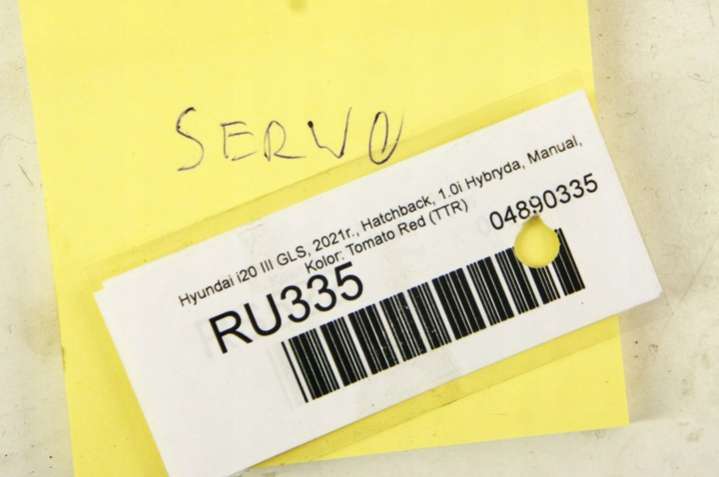 SERVO
Hyundai i20 III GLS, 2021r., Hatchback, 1.0i Hybryda, Manual,
Kolor: Tomato Red (TTR)
04890335
RU335